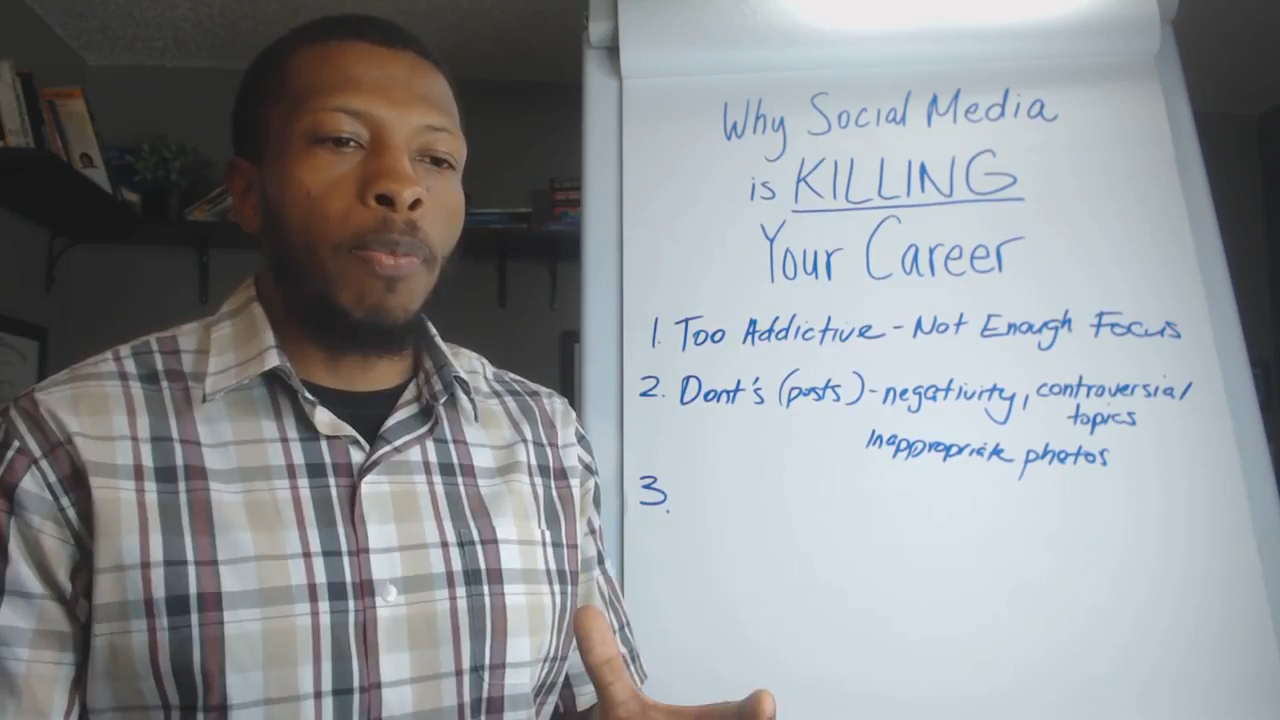 Why Social Media
is KILLING
Your Career
1. Too Addictive - Not Enough Focus
2. Dont's (posts) - negativity, controversial
topics
Inappropriate photos
3.